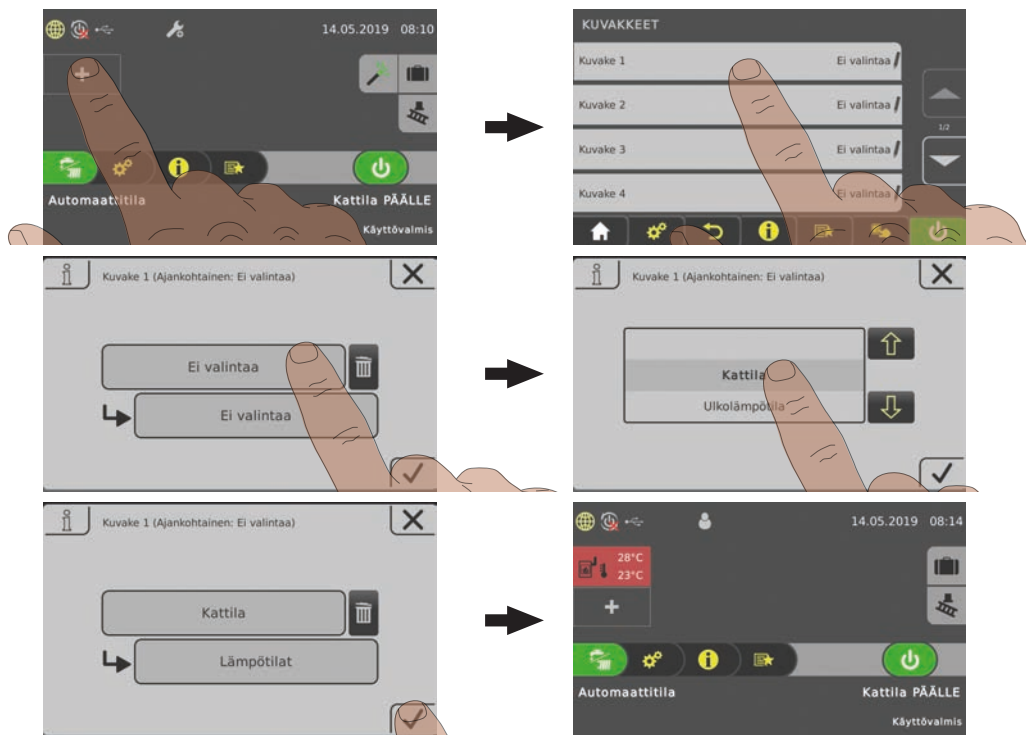 14.05.2019 08:10
Automaattitila
Kattila PÄÄLLE
Käyttövalmis
KUVAKKEET
Kuvake 1 Ei valintaa
Kuvake 2 Ei valintaa
1/2
Kuvake 3 Ei valintaa
Kuvake 4 Ei valintaa
Kuvake 1 (Ajankohtainen: Ei valintaa)
Ei valintaa
Ei valintaa
Kuvake 1 (Ajankohtainen: Ei valintaa)
Kattila
Ulkolämpötila
Kuvake 1 (Ajankohtainen: Ei valintaa)
Kattila
Lämpötilat
14.05.2019 08:14
28°C
23°C
Automaattitila
Kattila PÄÄLLE
Käyttövalmis